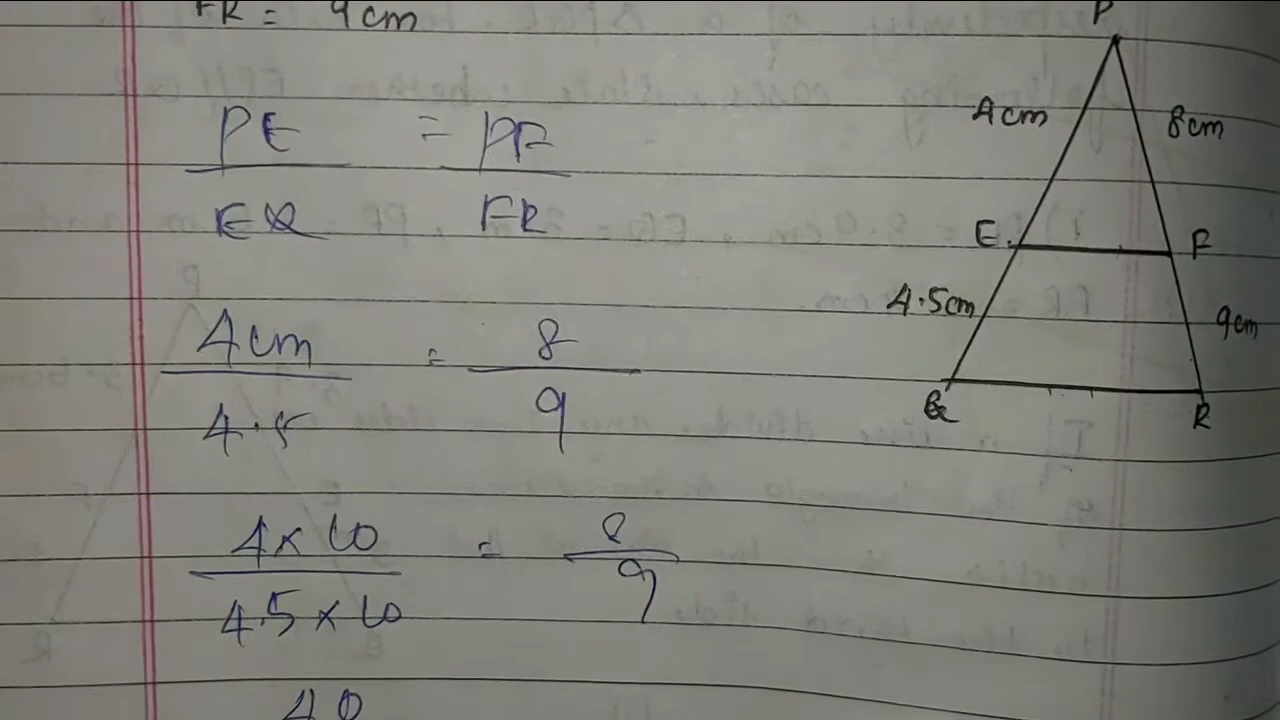 FR = 9cm
PE = PF
EQ FR
4cm = 8
4.5 9
4 × 10 = 8
4.5 × 10 9
40
P
4cm 8cm
E. F
4.5cm 9cm
Q R